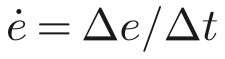 ė = Δe/Δt